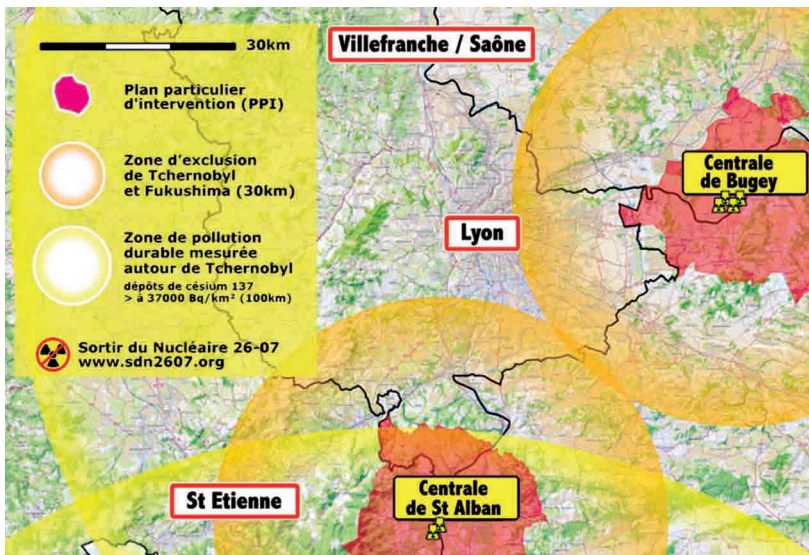 30km
Plan particulier
d'intervention (PPI)
Zone d'exclusion
de Tchernobyl
et Fukushima (30km)
Zone de pollution
durable mesurée
autour de Tchernobyl
dépôts de césium 137
> à 37000 Bq/km² (100km)
Sortir du Nucléaire 26-07
www.sdn2607.org
Villefranche / Saône
Centrale
de Bugey
Lyon
St Etienne
Centrale
de St Alban